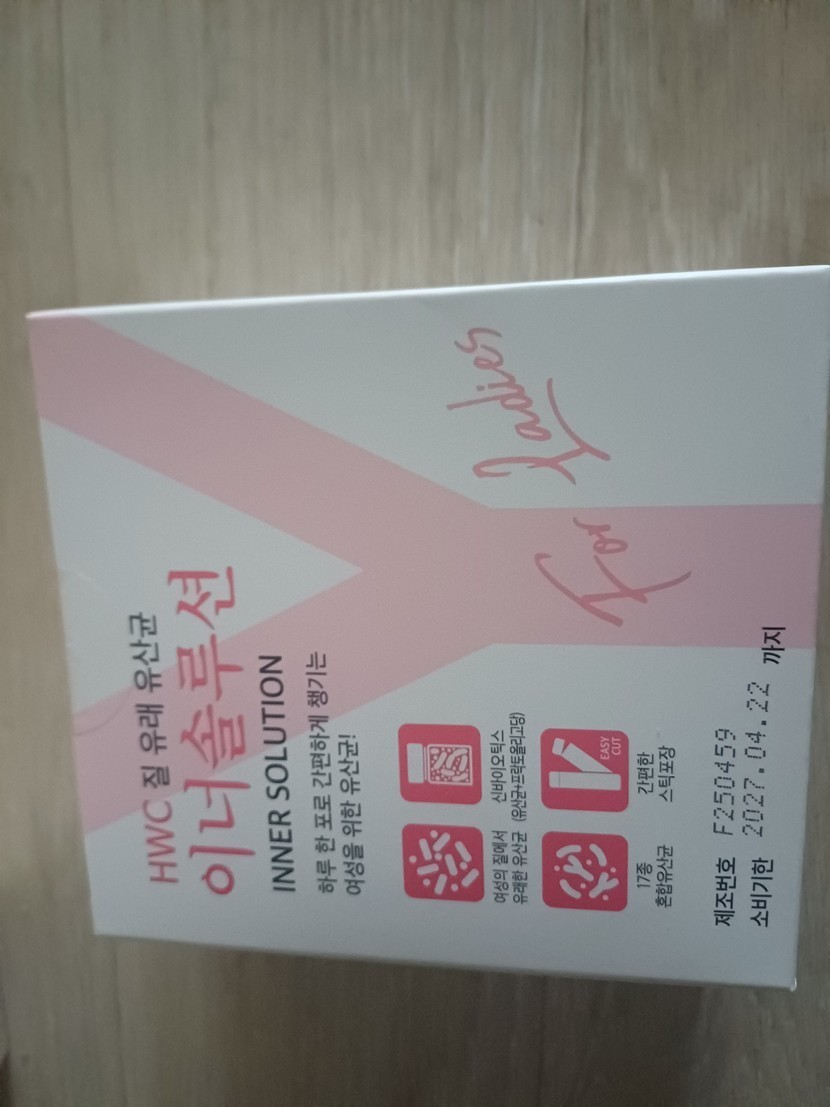 HWC 질 유래 유산균
이너솔루션
INNER SOLUTION
하루 한 포로 간편하게 챙기는
여성을 위한 유산균!
여성의 질에서
유래한 유산균
신바이오틱스
(유산균+프락토올리고당)
17종
혼합유산균
EASY
CUT
간편한
스틱포장
For Ladies
제조번호 F250459
소비기한 2027.04.22 까지